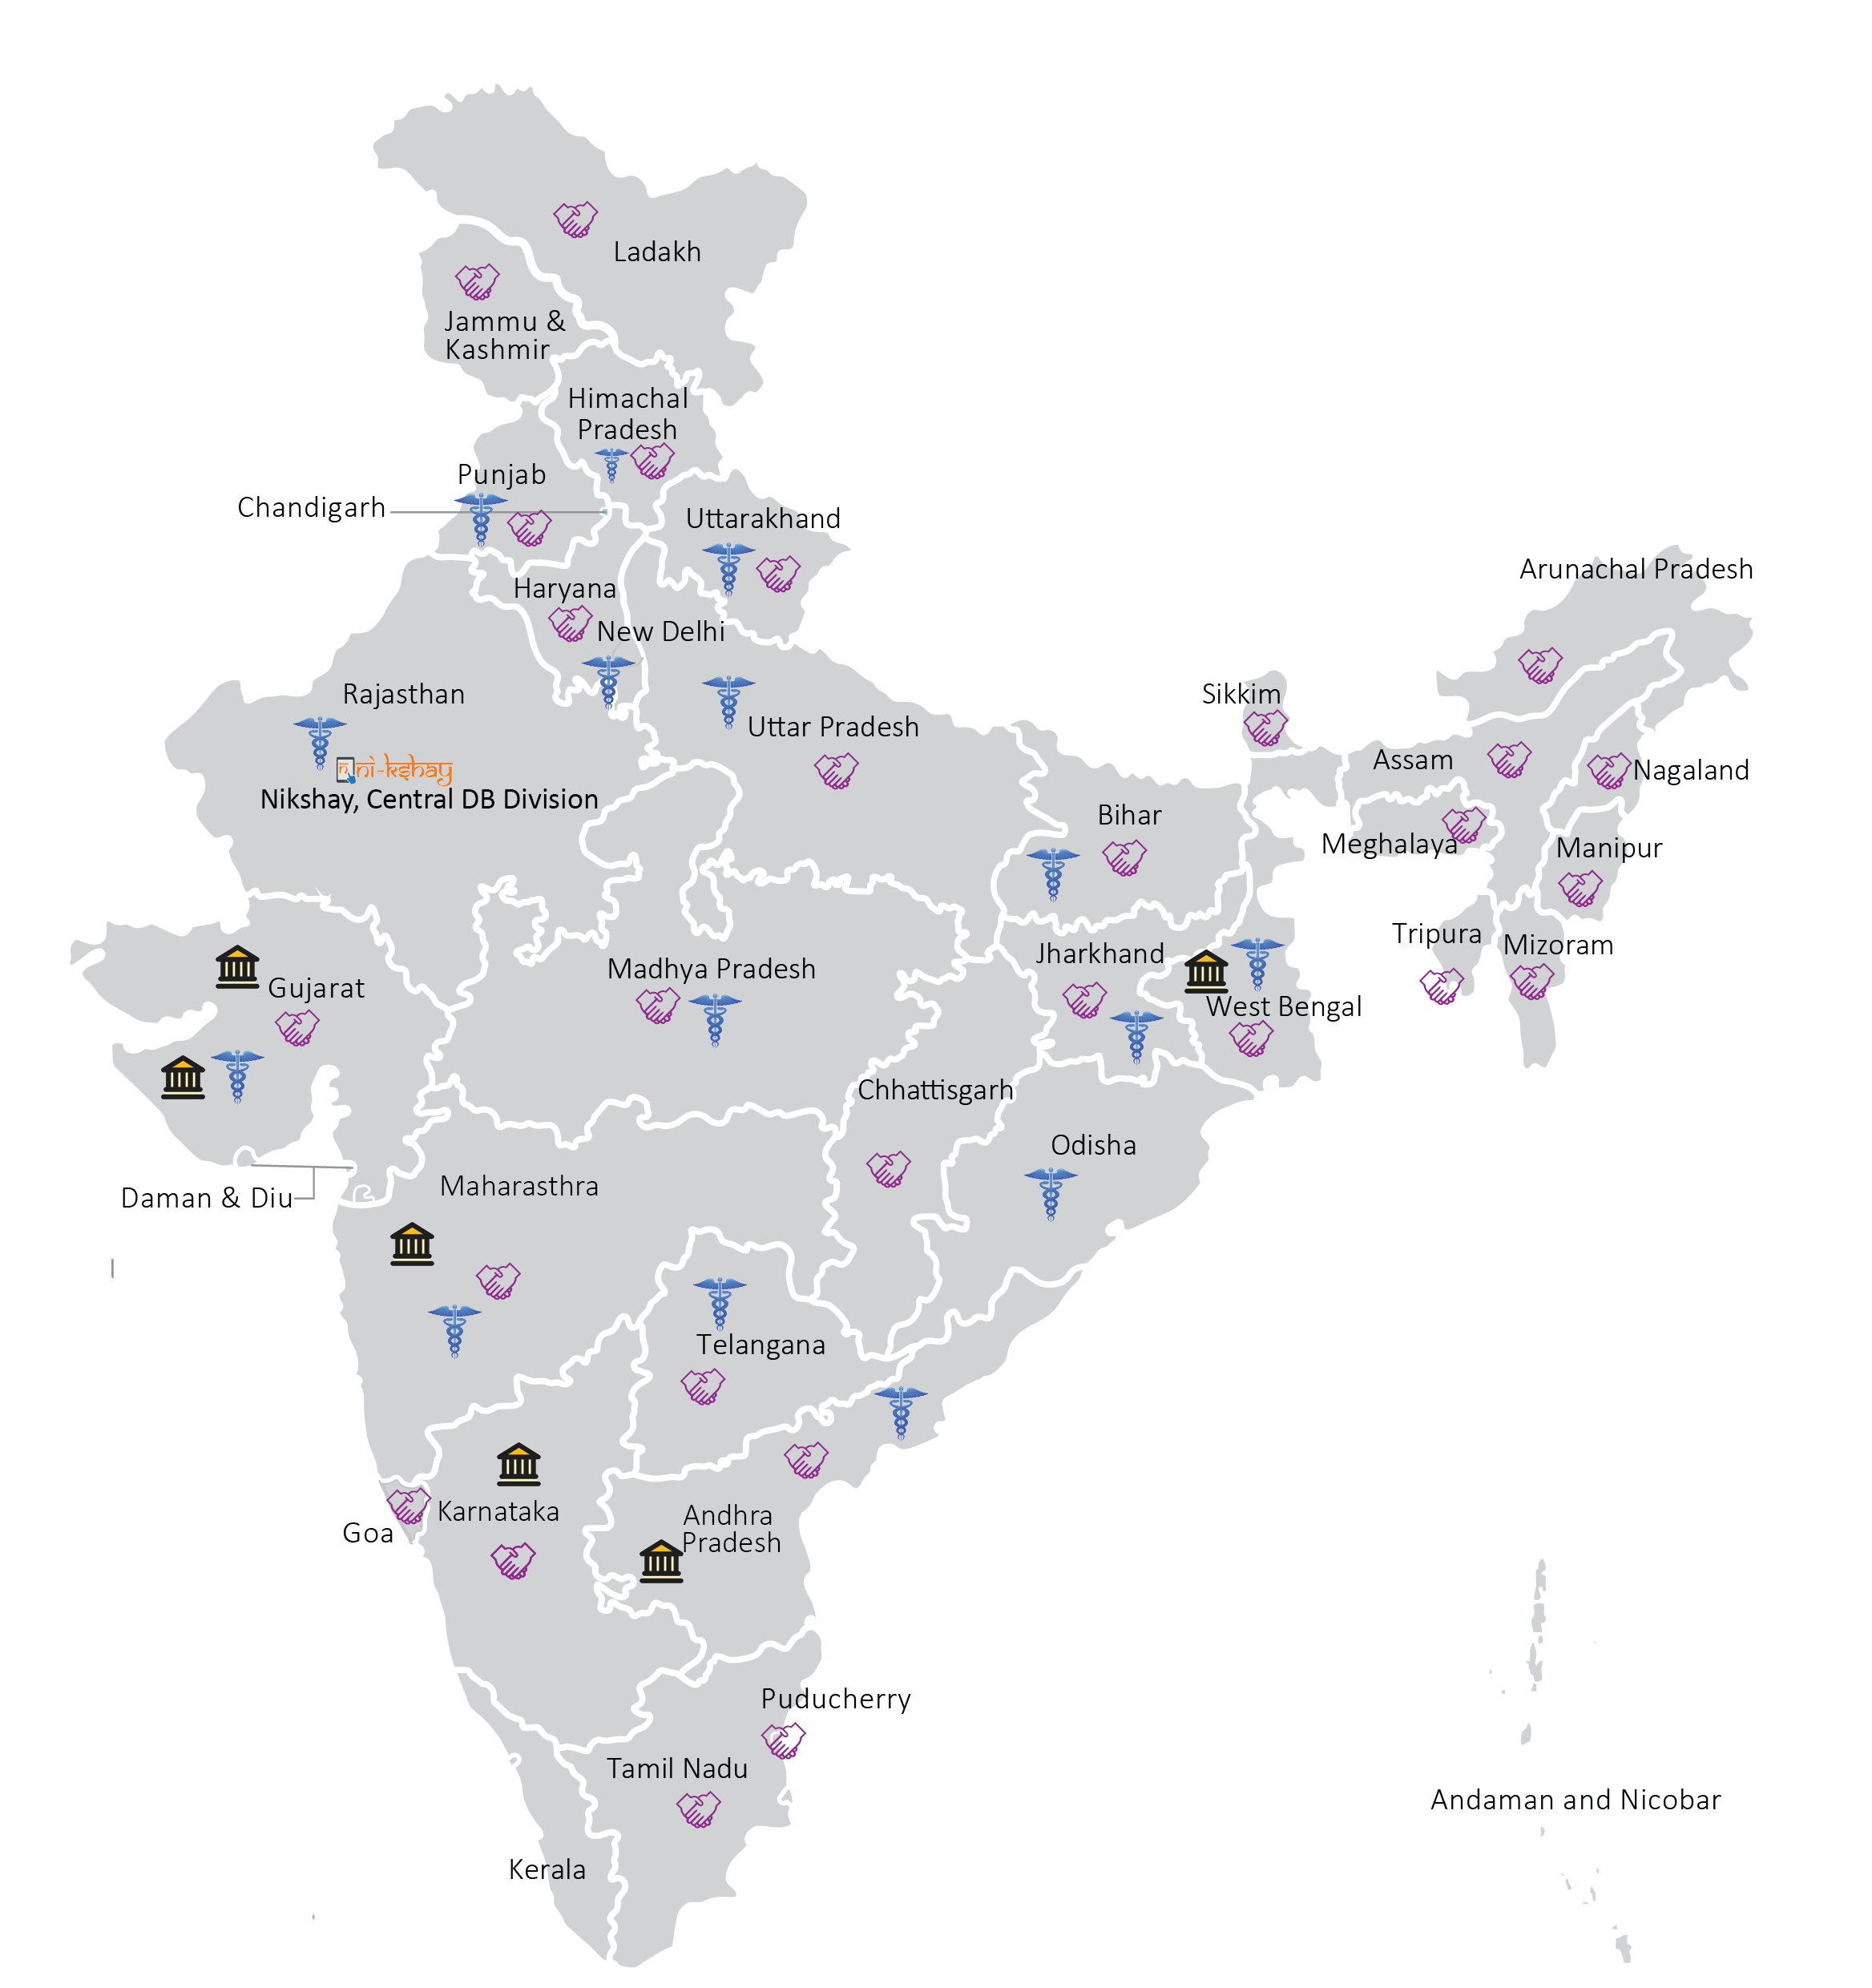 Ladakh
Jammu &
Kashmir
Himachal
Pradesh
Punjab
Chandigarh
Uttarakhand
Arunachal Pradesh
Haryana
New Delhi
Rajasthan
Sikkim
Uttar Pradesh
Assam
Nagaland
ni-kshay
Nikshay, Central DB Division
Bihar
Meghalaya
Manipur
Tripura
Mizoram
Jharkhand
Madhya Pradesh
Gujarat
West Bengal
Chhattisgarh
Odisha
Maharasthra
Daman & Diu
Telangana
Karnataka
Andhra
Pradesh
Goa
Puducherry
Tamil Nadu
Andaman and Nicobar
Kerala